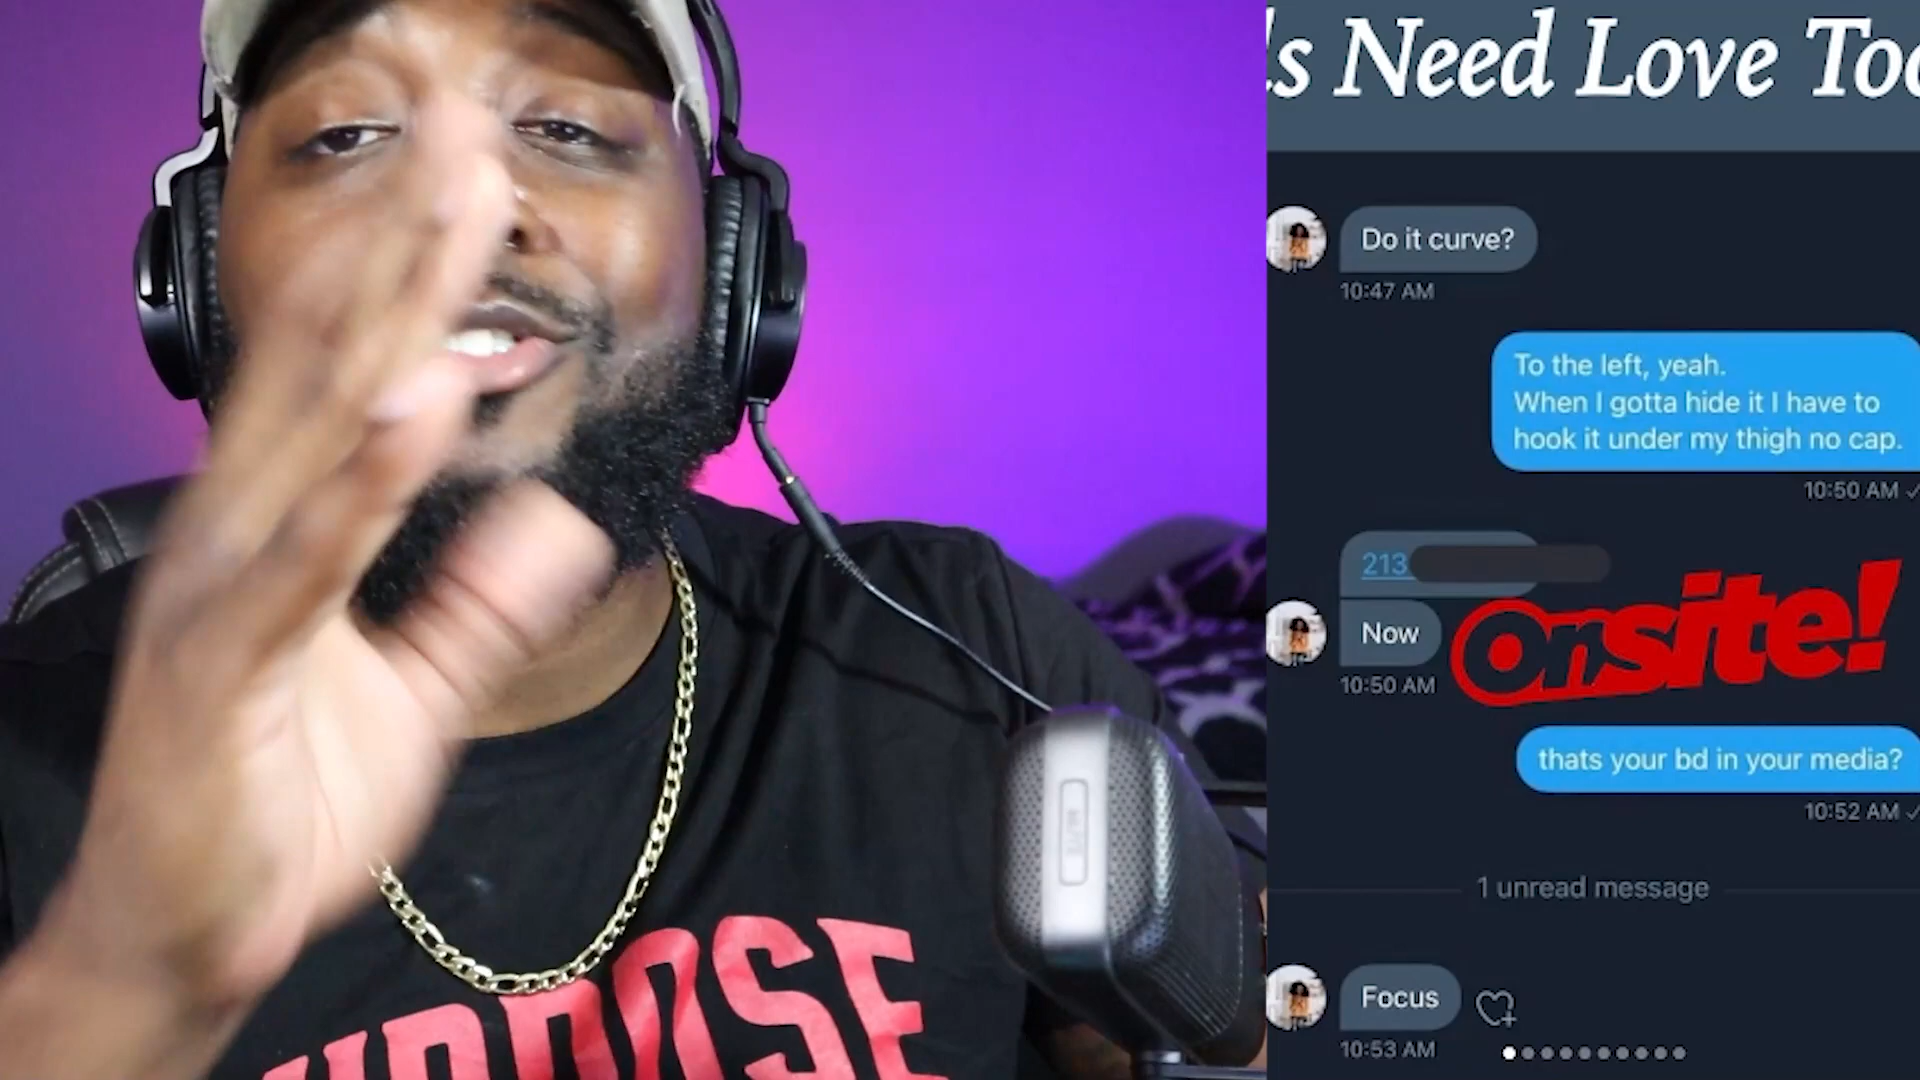 s Need Love Too
Do it curve?
10:47 AM
To the left, yeah.
When I gotta hide it I have to
hook it under my thigh no cap.
10:50 AM
213
Now
10:50 AM
Onsite!
thats your bd in your media?
10:52 AM
1 unread message
Focus
10:53 AM